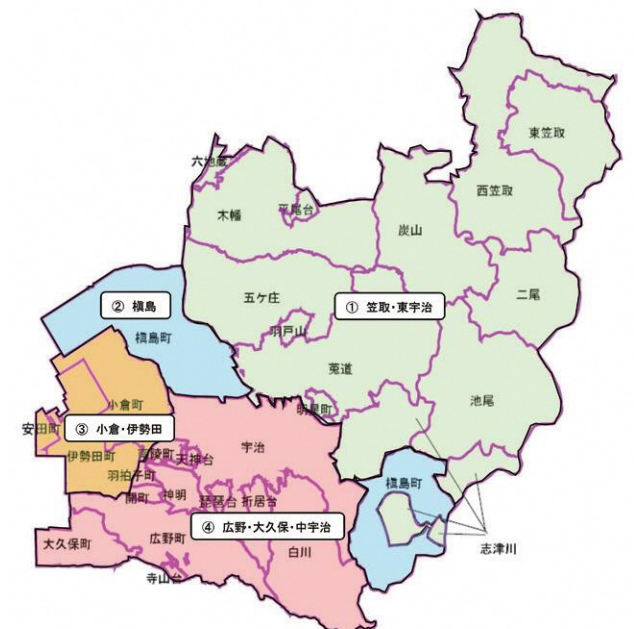 東笠取
六地蔵
西笠取
平尾台
木幡
炭山
二尾
五ケ庄
① 笠取・東宇治
② 槇島
羽戸山
槇島町
菟道
池尾
明星町
小倉町
安田町
③ 小倉・伊勢田
宇治
伊勢田町
天神台
羽拍子町
槇島町
開町
神明
琵琶台
折居台
④ 広野・大久保・中宇治
広野町
大久保町
白川
志津川
寺山台